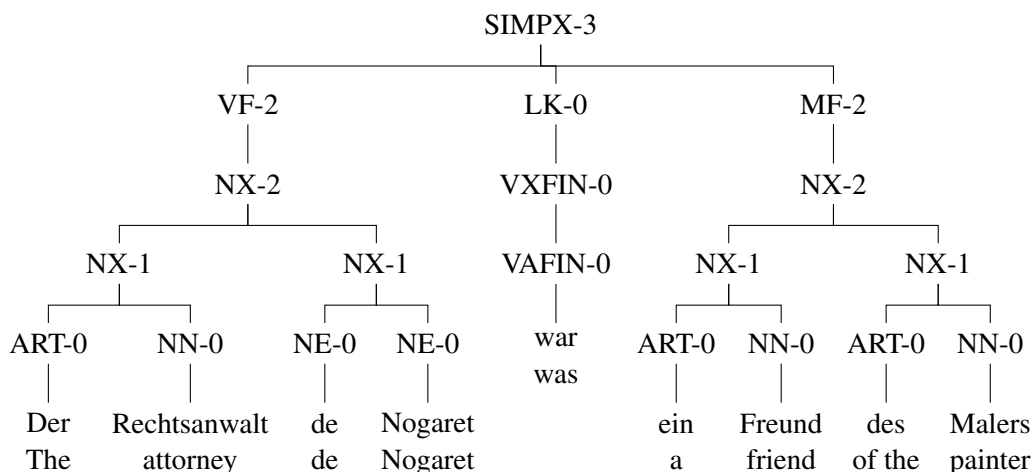 SIMPX-3
VF-2 LK-0 MF-2
NX-2 VXFIN-0 NX-2
NX-1 NX-1 VAFIN-0 NX-1 NX-1
ART-0 NN-0 NE-0 NE-0 war ART-0 NN-0 ART-0 NN-0
was
Der Rechtsanwalt de Nogaret ein Freund des Malers
The attorney de Nogaret a friend of the painter